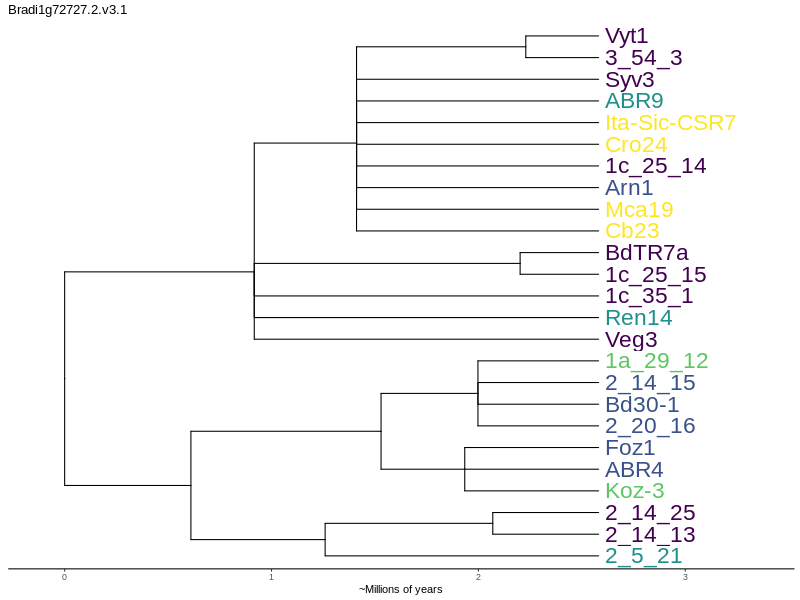 Bradi1g72727.2.v3.1
Vyt1
3_54_3
Syv3
ABR9
Ita-Sic-CSR7
Cro24
1c_25_14
Arn1
Mca19
Cb23
BdTR7a
1c_25_15
1c_35_1
Ren14
Veg3
1a_29_12
2_14_15
Bd30-1
2_20_16
Foz1
ABR4
Koz-3
2_14_25
2_14_13
2_5_21
0 1 2 3
~Millions of years